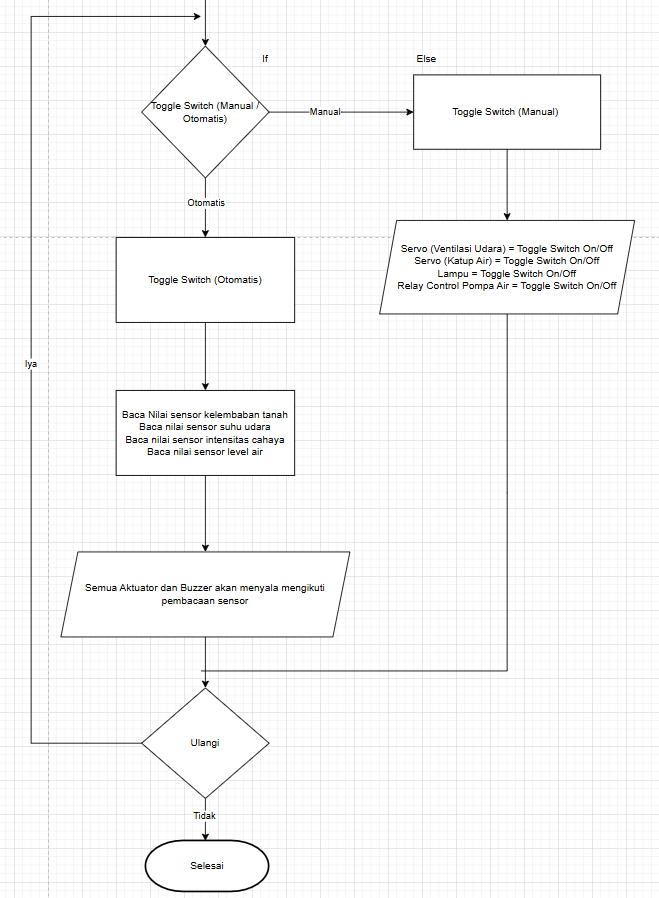 If
Else
Toggle Switch (Manual /
Otomatis)
Manual
Toggle Switch (Manual)
Otomatis
Servo (Ventilasi Udara) = Toggle Switch On/Off
Servo (Katup Air) = Toggle Switch On/Off
Lampu = Toggle Switch On/Off
Relay Control Pompa Air = Toggle Switch On/Off
Toggle Switch (Otomatis)
Iya
Baca Nilai sensor kelembaban tanah
Baca nilai sensor suhu udara
Baca nilai sensor intensitas cahaya
Baca nilai sensor level air
Semua Aktuator dan Buzzer akan menyala mengikuti
pembacaan sensor
Ulangi
Tidak
Selesai